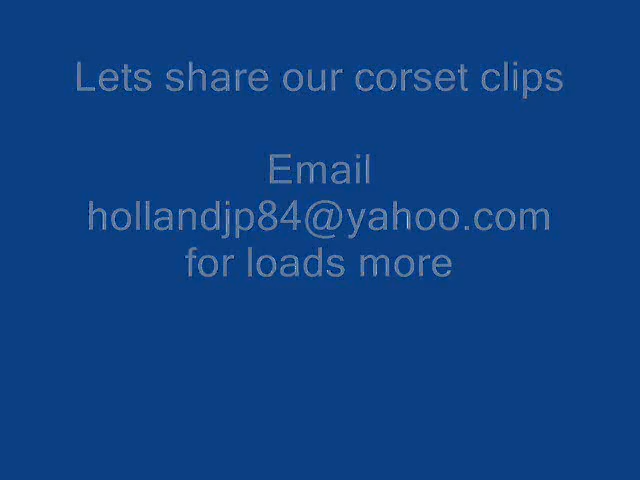 Lets share our corset clips
Email
hollandjp84@yahoo.com
for loads more